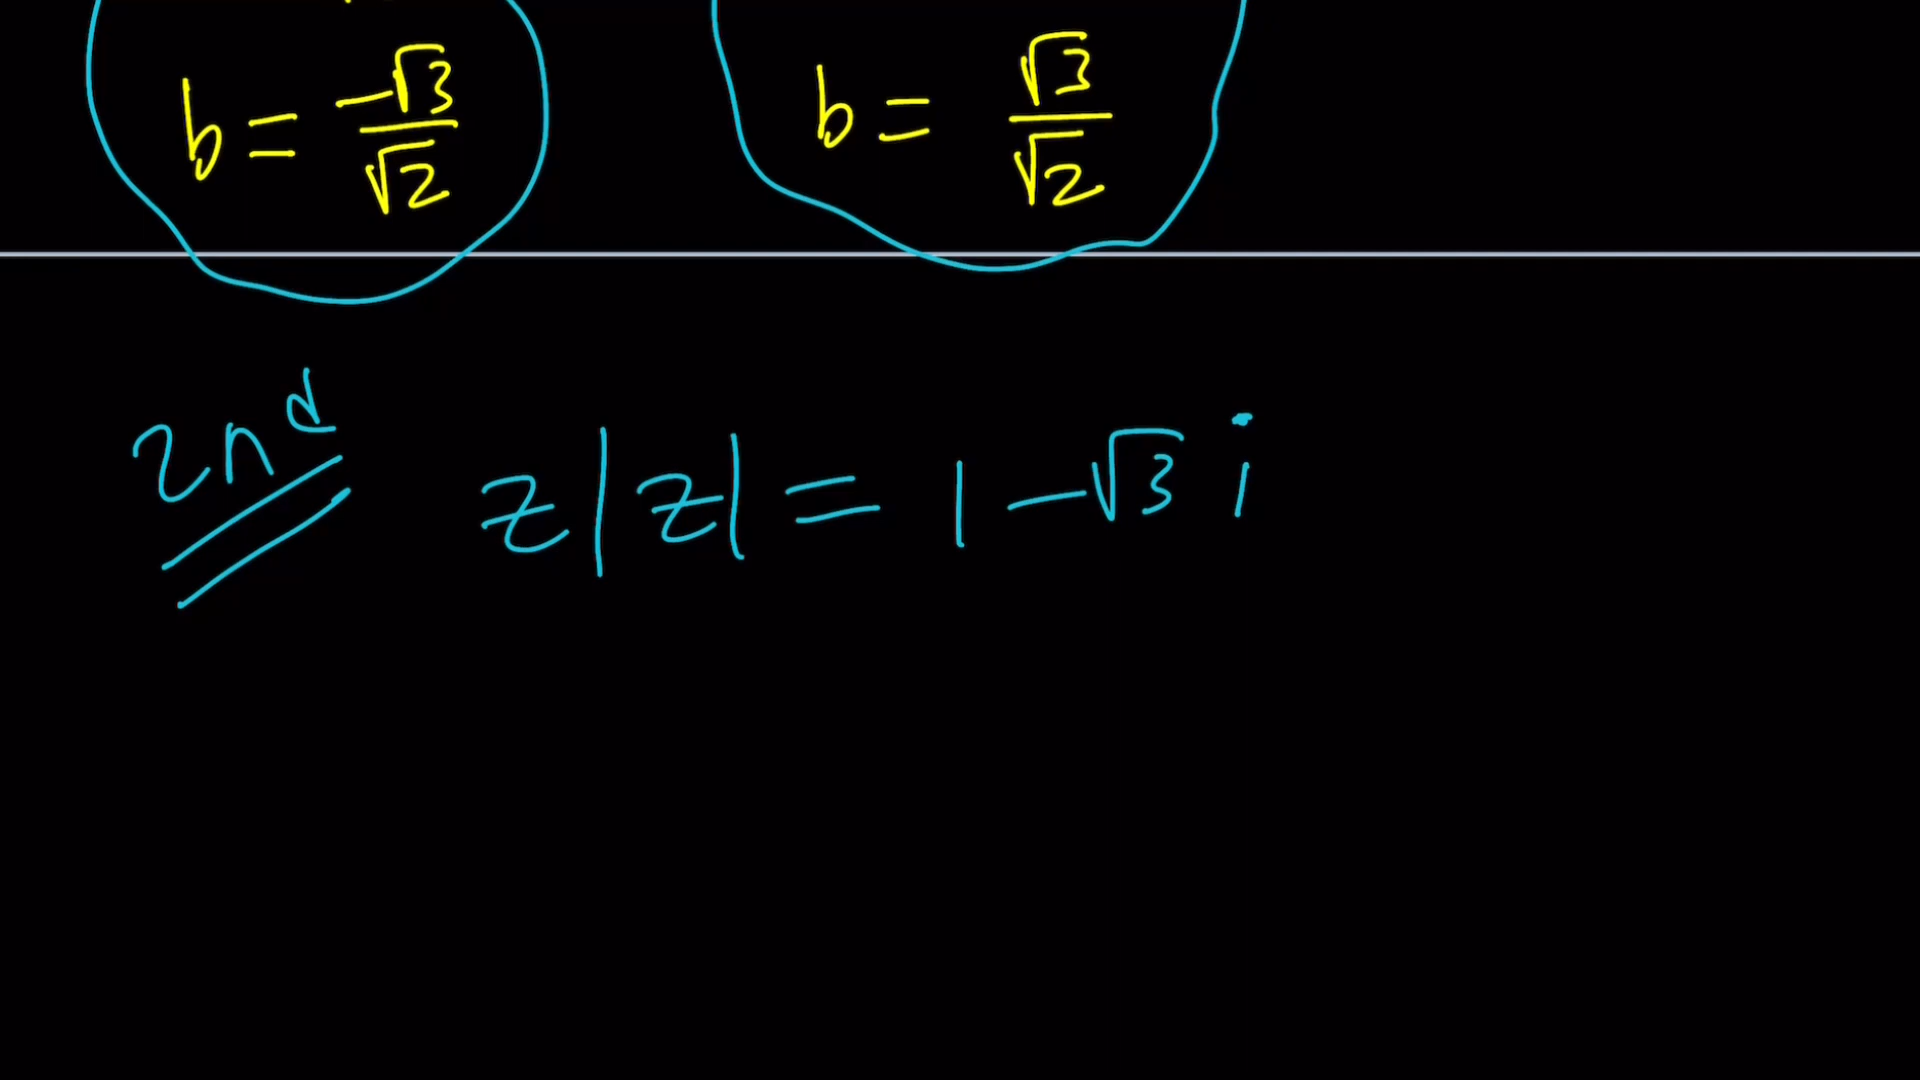 b = -√3/√2 b = √3/√2
2nd z|z| = 1 - √3 i